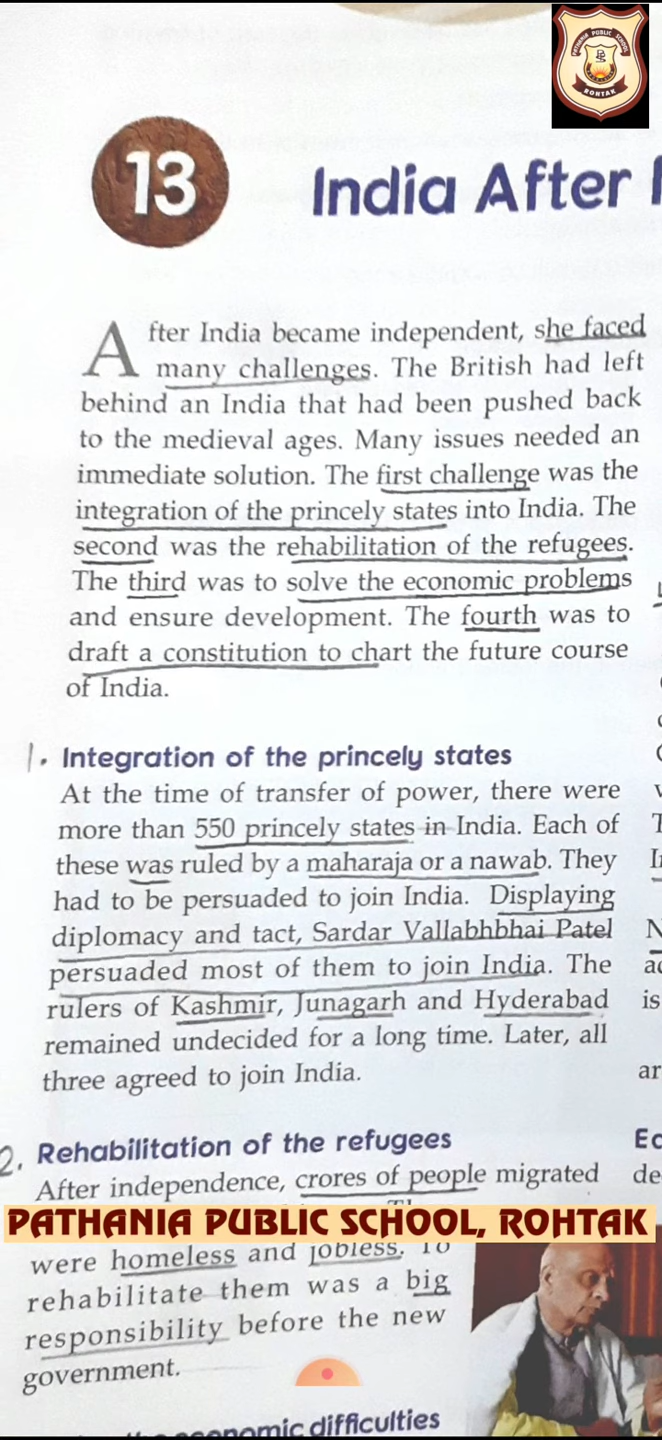 PATHANIA PUBLIC SCHOOL
ROHTAK
13
India After
After India became independent, she faced
many challenges. The British had left
behind an India that had been pushed back
to the medieval ages. Many issues needed an
immediate solution. The first challenge was the
integration of the princely states into India. The
second was the rehabilitation of the refugees.
The third was to solve the economic problems
and ensure development. The fourth was to
draft a constitution to chart the future course
of India.
1. Integration of the princely states
At the time of transfer of power, there were
more than 550 princely states in India. Each of
these was ruled by a maharaja or a nawab. They
had to be persuaded to join India. Displaying
diplomacy and tact, Sardar Vallabhbhai Patel
persuaded most of them to join India. The
rulers of Kashmir, Junagarh and Hyderabad
remained undecided for a long time. Later, all
three agreed to join India.
2. Rehabilitation of the refugees
After independence, crores of people migrated
PATHANIA PUBLIC SCHOOL, ROHTAK
were homeless and jobless. To
rehabilitate them was a big
responsibility before the new
government.
economic difficulties
is
ar
de